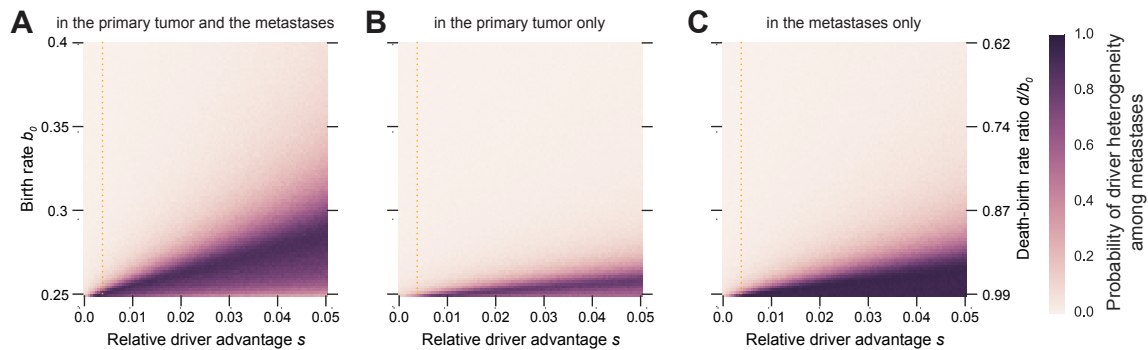 A in the primary tumor and the metastases
B in the primary tumor only
C in the metastases only
Birth rate b0
0.4
0.35
0.3
0.25
0.0 0.01 0.02 0.03 0.04 0.05
Relative driver advantage s
0.0 0.01 0.02 0.03 0.04 0.05
Relative driver advantage s
0.0 0.01 0.02 0.03 0.04 0.05
Relative driver advantage s
0.62
0.74
0.87
0.99
Death-birth rate ratio d/b0
1.0
0.8
0.6
0.4
0.2
0.0
Probability of driver heterogeneity
among metastases